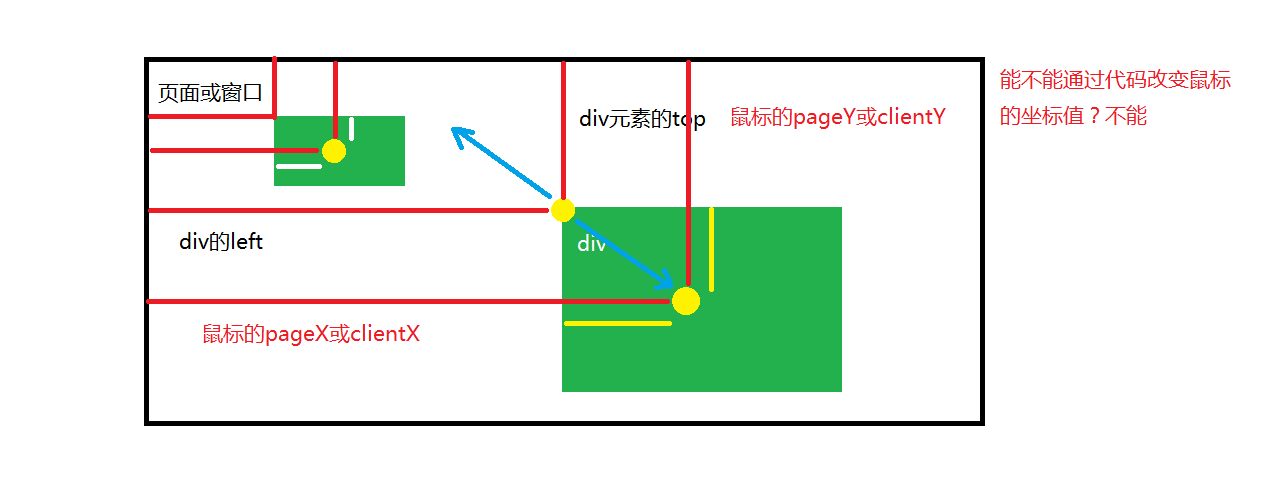 页面或窗口
div元素的top
鼠标的pageY或clientY
能不能通过代码改变鼠标
的坐标值？不能
div的left
div
鼠标的pageX或clientX